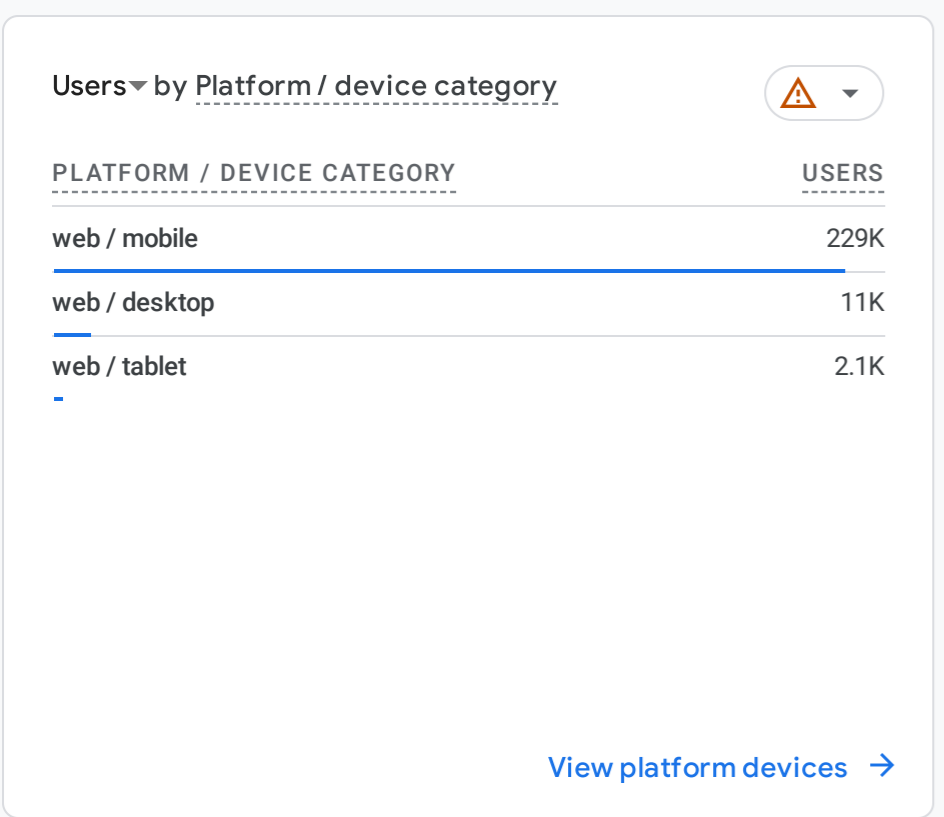 Users by Platform / device category
PLATFORM / DEVICE CATEGORY USERS
web / mobile 229K
web / desktop 11K
web / tablet 2.1K
View platform devices